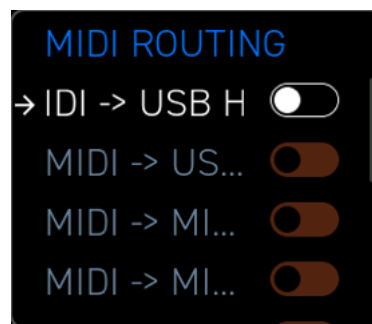 MIDI ROUTING
→ IDI -> USB H
MIDI -> US...
MIDI -> MI...
MIDI -> MI...